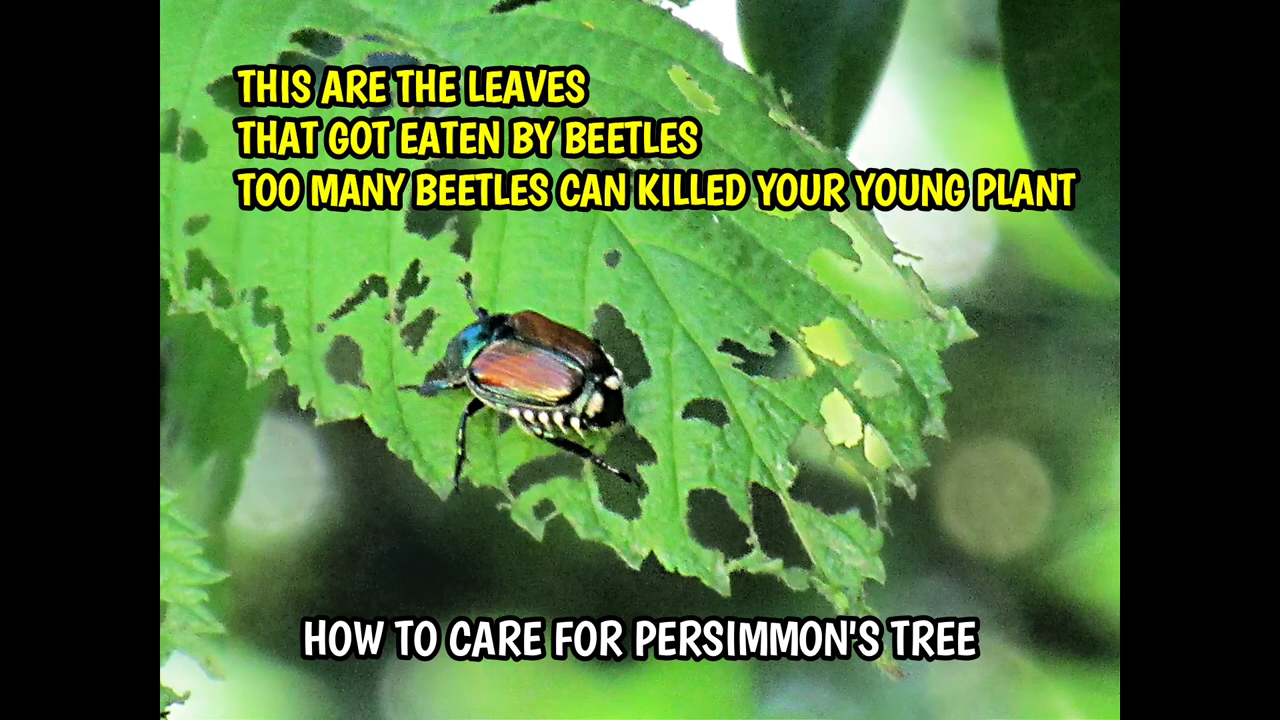 THIS ARE THE LEAVES
THAT GOT EATEN BY BEETLES
TOO MANY BEETLES CAN KILLED YOUR YOUNG PLANT
HOW TO CARE FOR PERSIMMON'S TREE